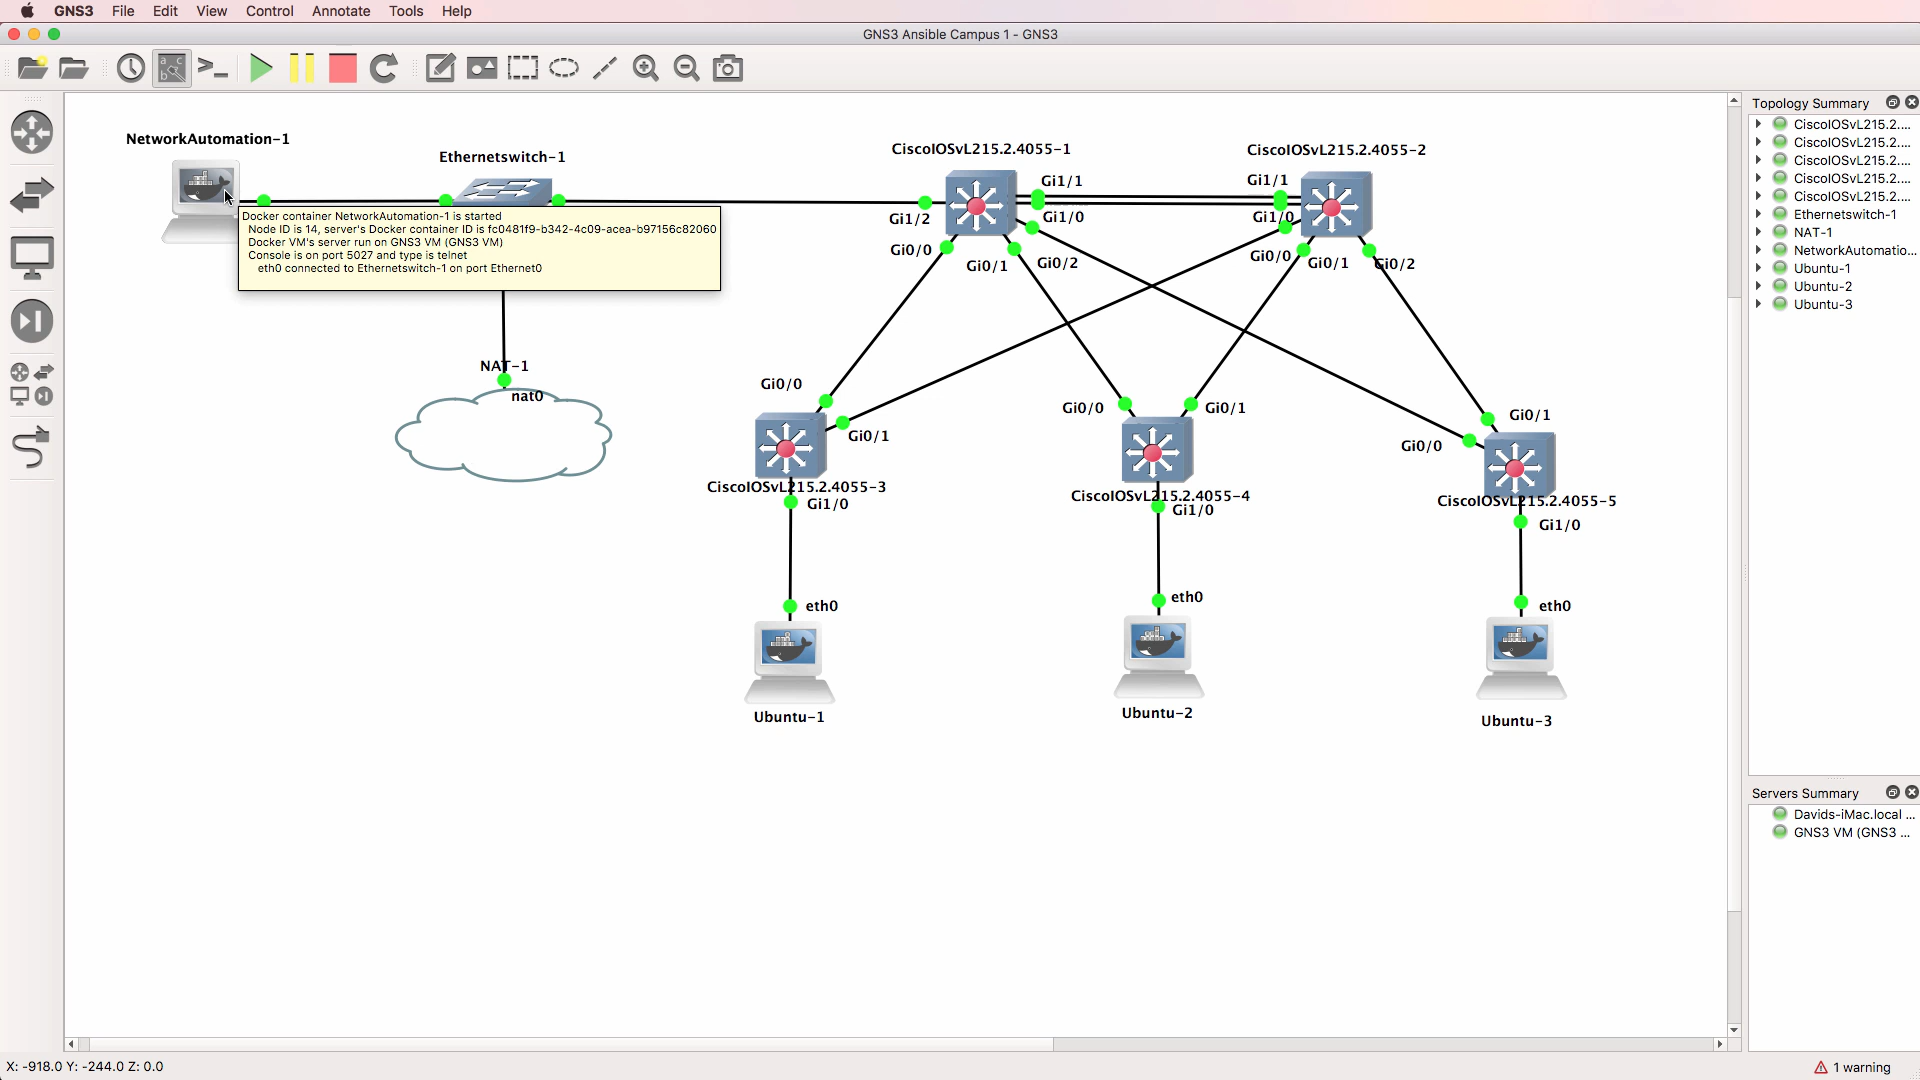 GNS3 File Edit View Control Annotate Tools Help
GNS3 Ansible Campus 1 - GNS3
NetworkAutomation-1
Ethernetswitch-1
Docker container NetworkAutomation-1 is started
Node ID is 14, server's Docker container ID is fc0481f9-b342-4c09-acea-b97156c82060
Docker VM's server run on GNS3 VM (GNS3 VM)
Console is on port 5027 and type is telnet
eth0 connected to Ethernetswitch-1 on port Ethernet0
NAT-1
nat0
CiscoIOSvL215.2.4055-1
Gi1/1
Gi1/2
Gi1/0
Gi0/0
Gi0/1
Gi0/2
CiscoIOSvL215.2.4055-2
Gi1/1
Gi1/0
Gi0/0
Gi0/1
Gi0/2
Gi0/0
Gi0/1
CiscoIOSvL215.2.4055-3
Gi1/0
eth0
Ubuntu-1
Gi0/0
Gi0/1
CiscoIOSvL215.2.4055-4
Gi1/0
eth0
Ubuntu-2
Gi0/1
Gi0/0
CiscoIOSvL215.2.4055-5
Gi1/0
eth0
Ubuntu-3
Topology Summary
CiscoIOSvL215.2....
CiscoIOSvL215.2....
CiscoIOSvL215.2....
CiscoIOSvL215.2....
CiscoIOSvL215.2....
Ethernetswitch-1
NAT-1
NetworkAutomatio...
Ubuntu-1
Ubuntu-2
Ubuntu-3
Servers Summary
Davids-iMac.local ...
GNS3 VM (GNS3 ...
X: -918.0 Y: -244.0 Z: 0.0
1 warning